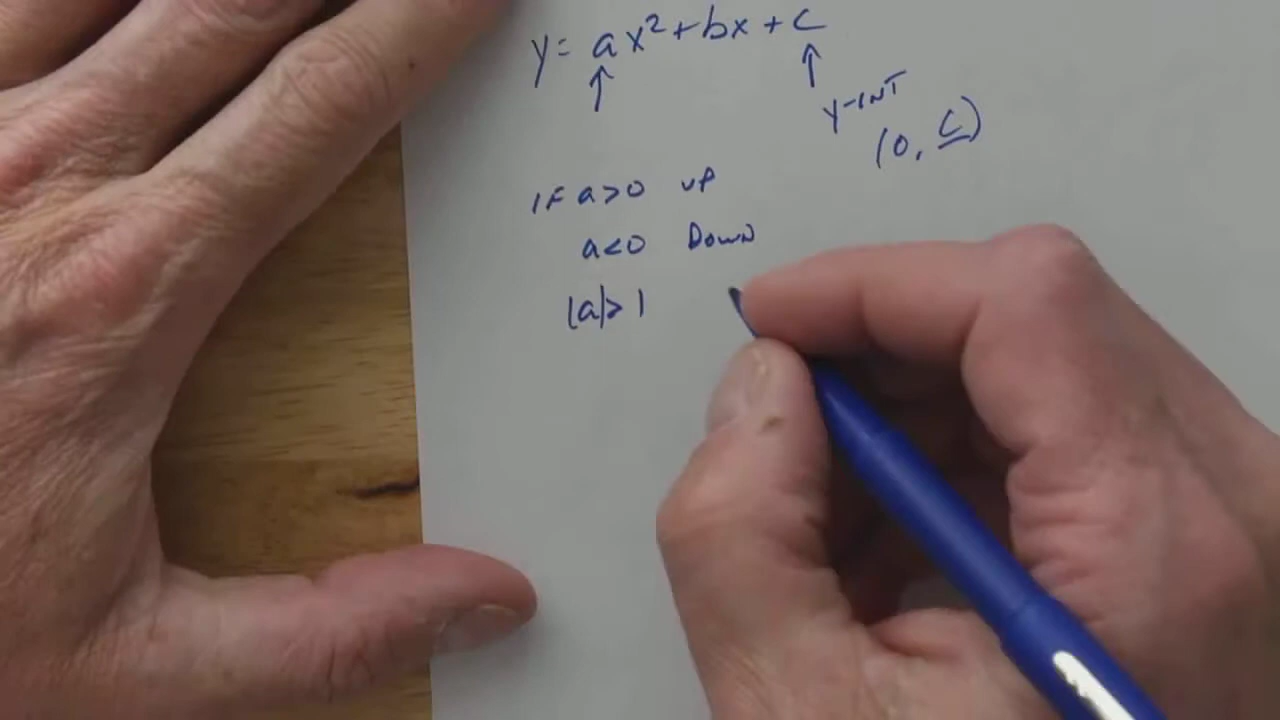 y = ax²+bx+c
↑ ↑
y-INT
(0, c)
IF a>0 UP
a<0 DOWN
|a|>1